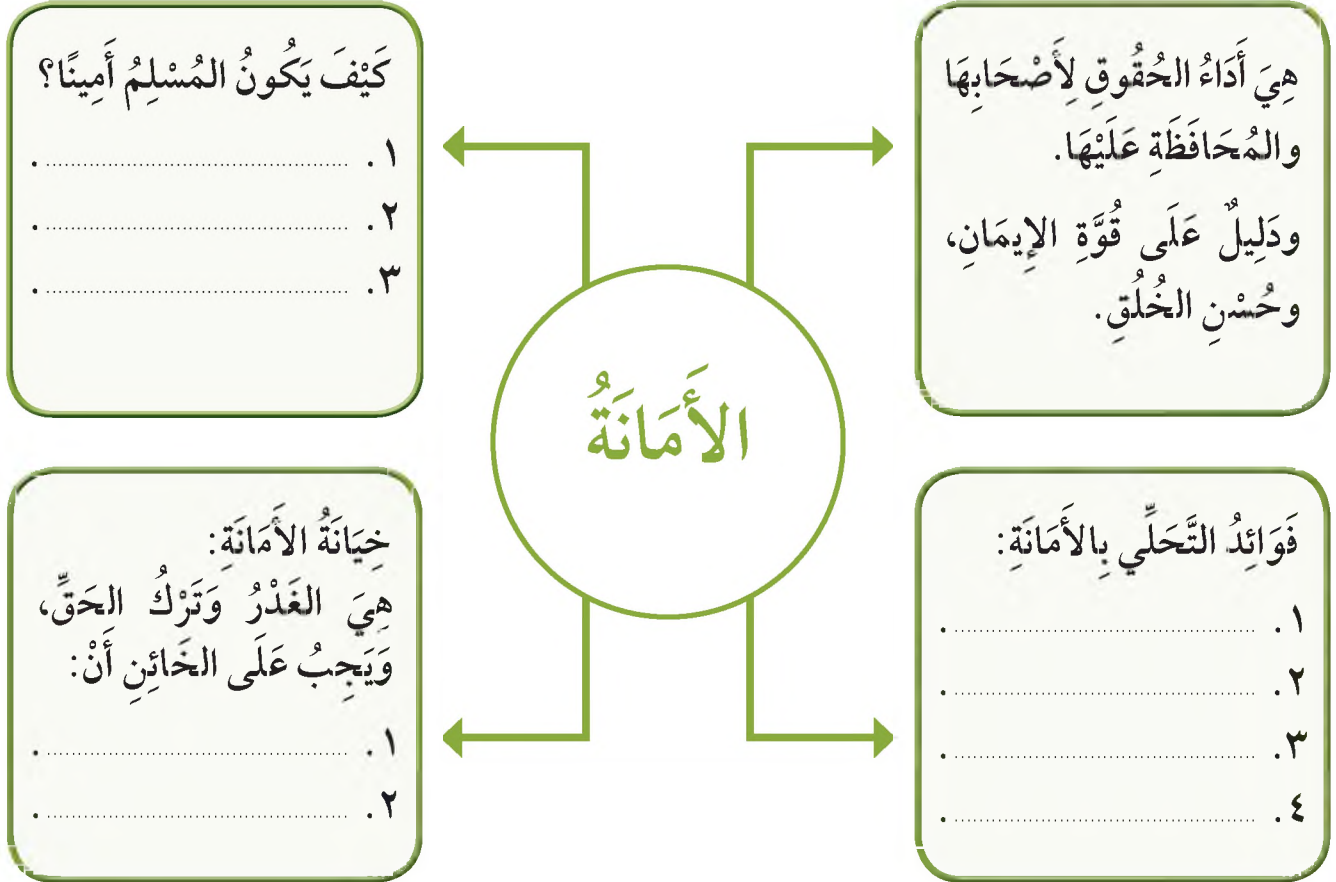 هِيَ أَدَاءُ الحُقُوقِ لِأَصْحَابِهَا
والمُحَافَظَةِ عَلَيْهَا.
ودَلِيلٌ عَلَى قُوَّةِ الإِيمَانِ،
وحُسْنِ الخُلُقِ.
كَيْفَ يَكُونُ المُسْلِمُ أَمِينًا؟
١. .......................................................... .
٢. .......................................................... .
٣. .......................................................... .
الأَمَانَةُ
فَوَائِدُ التَّحَلِّي بِالأَمَانَةِ:
١. .......................................................... .
٢. .......................................................... .
٣. .......................................................... .
٤. .......................................................... .
خِيَانَةُ الأَمَانَةِ:
هِيَ الغَدْرُ وَتَرْكُ الحَقِّ،
وَيَجِبُ عَلَى الخَائِنِ أَنْ:
١. .......................................................... .
٢. .......................................................... .